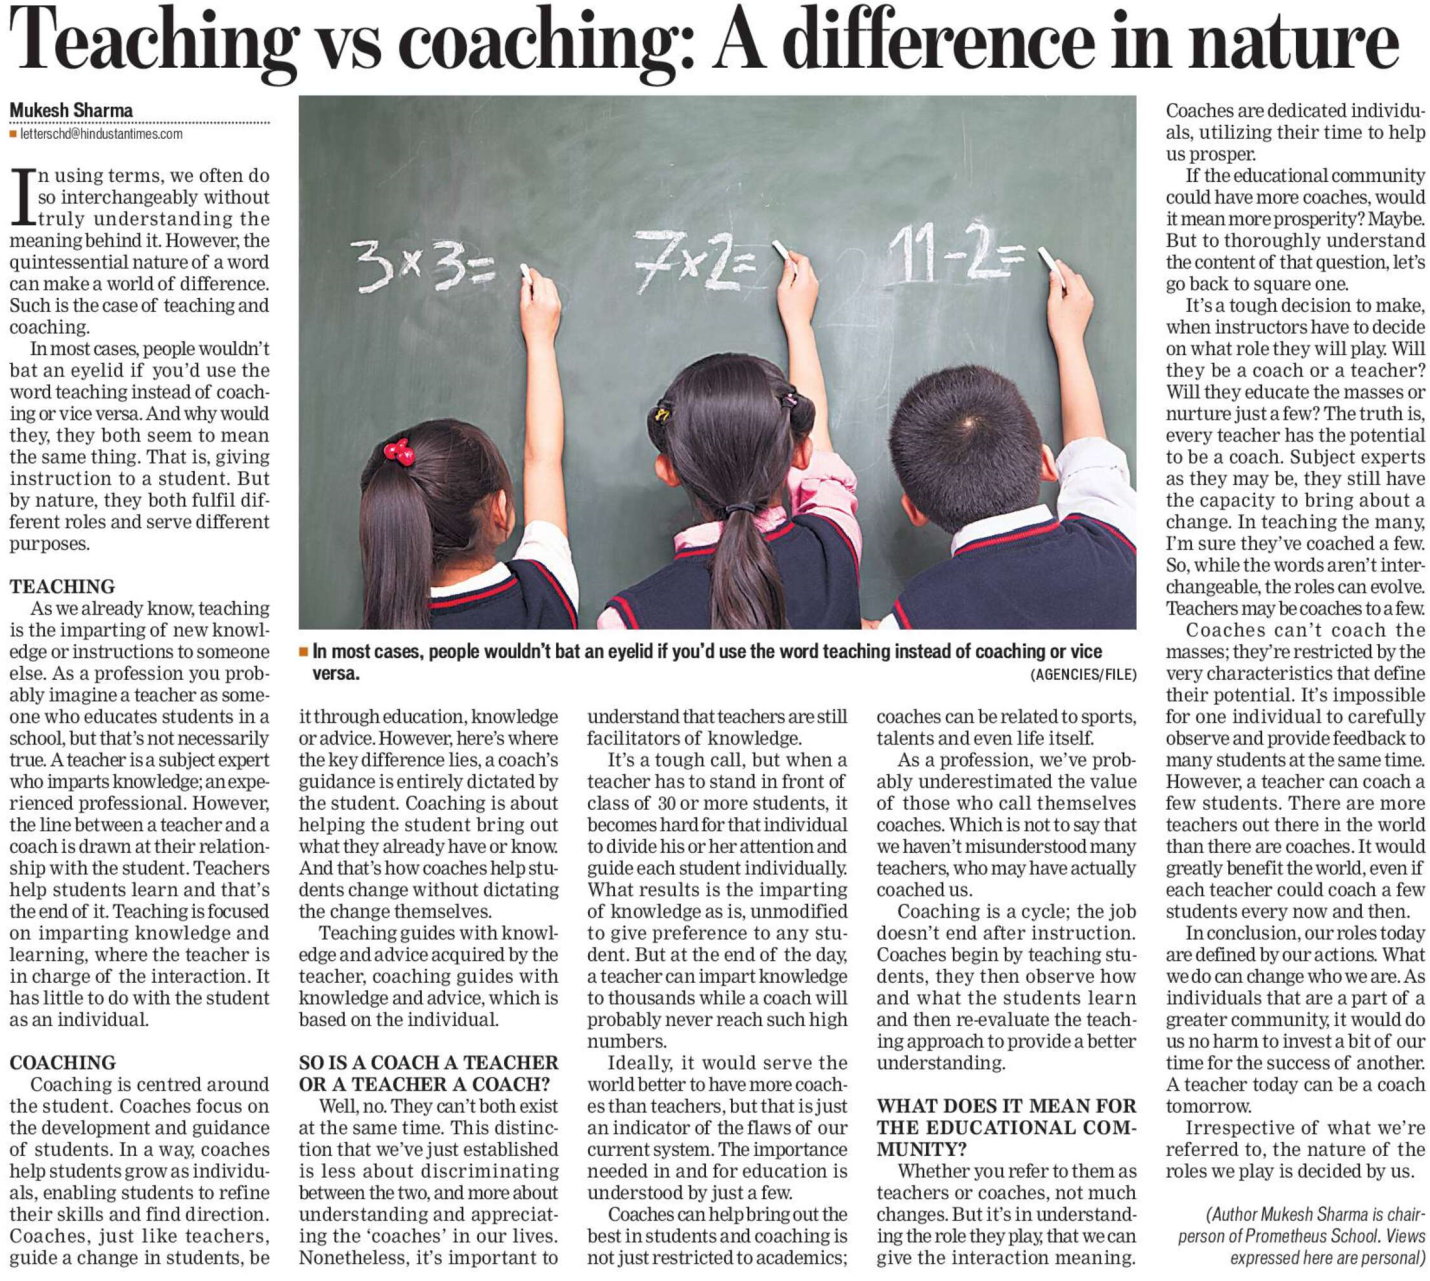 Teaching vs coaching: A difference in nature
Mukesh Sharma
letterschd@hindustantimes.com
In using terms, we often do
so interchangeably without
truly understanding the
meaning behind it. However, the
quintessential nature of a word
can make a world of difference.
Such is the case of teaching and
coaching.
In most cases, people wouldn't
bat an eyelid if you'd use the
word teaching instead of coach-
ing or vice versa. And why would
they, they both seem to mean
the same thing. That is, giving
instruction to a student. But
by nature, they both fulfil dif-
ferent roles and serve different
purposes.
TEACHING
As we already know, teaching
is the imparting of new knowl-
edge or instructions to someone
else. As a profession you prob-
ably imagine a teacher as some-
one who educates students in a
school, but that's not necessarily
true. A teacher is a subject expert
who imparts knowledge; an expe-
rienced professional. However,
the line between a teacher and a
coach is drawn at their relation-
ship with the student. Teachers
help students learn and that's
the end of it. Teaching is focused
on imparting knowledge and
learning, where the teacher is
in charge of the interaction. It
has little to do with the student
as an individual.
COACHING
Coaching is centred around
the student. Coaches focus on
the development and guidance
of students. In a way, coaches
help students grow as individu-
als, enabling students to refine
their skills and find direction.
Coaches, just like teachers,
guide a change in students, be
3×3=
7×2=
11-2=
In most cases, people wouldn't bat an eyelid if you'd use the word teaching instead of coaching or vice
versa. (AGENCIES/FILE)
it through education, knowledge
or advice. However, here's where
the key difference lies, a coach's
guidance is entirely dictated by
the student. Coaching is about
helping the student bring out
what they already have or know.
And that's how coaches help stu-
dents change without dictating
the change themselves.
Teaching guides with knowl-
edge and advice acquired by the
teacher, coaching guides with
knowledge and advice, which is
based on the individual.
SO IS A COACH A TEACHER
OR A TEACHER A COACH?
Well, no. They can't both exist
at the same time. This distinc-
tion that we've just established
is less about discriminating
between the two, and more about
understanding and appreciat-
ing the 'coaches' in our lives.
Nonetheless, it's important to
understand that teachers are still
facilitators of knowledge.
It's a tough call, but when a
teacher has to stand in front of
class of 30 or more students, it
becomes hard for that individual
to divide his or her attention and
guide each student individually.
What results is the imparting
of knowledge as is, unmodified
to give preference to any stu-
dent. But at the end of the day,
a teacher can impart knowledge
to thousands while a coach will
probably never reach such high
numbers.
Ideally, it would serve the
world better to have more coach-
es than teachers, but that is just
an indicator of the flaws of our
current system. The importance
needed in and for education is
understood by just a few.
Coaches can help bring out the
best in students and coaching is
not just restricted to academics;
coaches can be related to sports,
talents and even life itself.
As a profession, we've prob-
ably underestimated the value
of those who call themselves
coaches. Which is not to say that
we haven't misunderstood many
teachers, who may have actually
coached us.
Coaching is a cycle; the job
doesn't end after instruction.
Coaches begin by teaching stu-
dents, they then observe how
and what the students learn
and then re-evaluate the teach-
ing approach to provide a better
understanding.
WHAT DOES IT MEAN FOR
THE EDUCATIONAL COM-
MUNITY?
Whether you refer to them as
teachers or coaches, not much
changes. But it's in understand-
ing the role they play, that we can
give the interaction meaning.
Coaches are dedicated individu-
als, utilizing their time to help
us prosper.
If the educational community
could have more coaches, would
it mean more prosperity? Maybe.
But to thoroughly understand
the content of that question, let's
go back to square one.
It's a tough decision to make,
when instructors have to decide
on what role they will play. Will
they be a coach or a teacher?
Will they educate the masses or
nurture just a few? The truth is,
every teacher has the potential
to be a coach. Subject experts
as they may be, they still have
the capacity to bring about a
change. In teaching the many,
I'm sure they've coached a few.
So, while the words aren't inter-
changeable, the roles can evolve.
Teachers may be coaches to a few.
Coaches can't coach the
masses; they're restricted by the
very characteristics that define
their potential. It's impossible
for one individual to carefully
observe and provide feedback to
many students at the same time.
However, a teacher can coach a
few students. There are more
teachers out there in the world
than there are coaches. It would
greatly benefit the world, even if
each teacher could coach a few
students every now and then.
In conclusion, our roles today
are defined by our actions. What
we do can change who we are. As
individuals that are a part of a
greater community, it would do
us no harm to invest a bit of our
time for the success of another.
A teacher today can be a coach
tomorrow.
Irrespective of what we're
referred to, the nature of the
roles we play is decided by us.
(Author Mukesh Sharma is chair-
person of Prometheus School. Views
expressed here are personal)